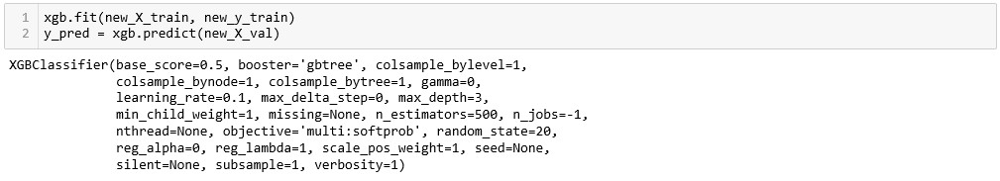 1 xgb.fit(new_X_train, new_y_train)
2 y_pred = xgb.predict(new_X_val)
XGBClassifier(base_score=0.5, booster='gbtree', colsample_bylevel=1,
colsample_bynode=1, colsample_bytree=1, gamma=0,
learning_rate=0.1, max_delta_step=0, max_depth=3,
min_child_weight=1, missing=None, n_estimators=500, n_jobs=-1,
nthread=None, objective='multi:softprob', random_state=20,
reg_alpha=0, reg_lambda=1, scale_pos_weight=1, seed=None,
silent=None, subsample=1, verbosity=1)